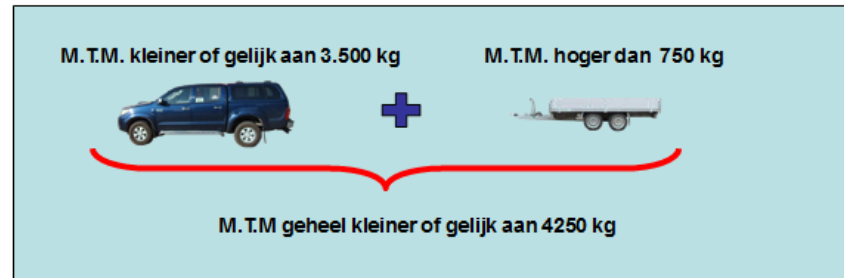 M.T.M. kleiner of gelijk aan 3.500 kg
M.T.M. hoger dan 750 kg
M.T.M geheel kleiner of gelijk aan 4250 kg